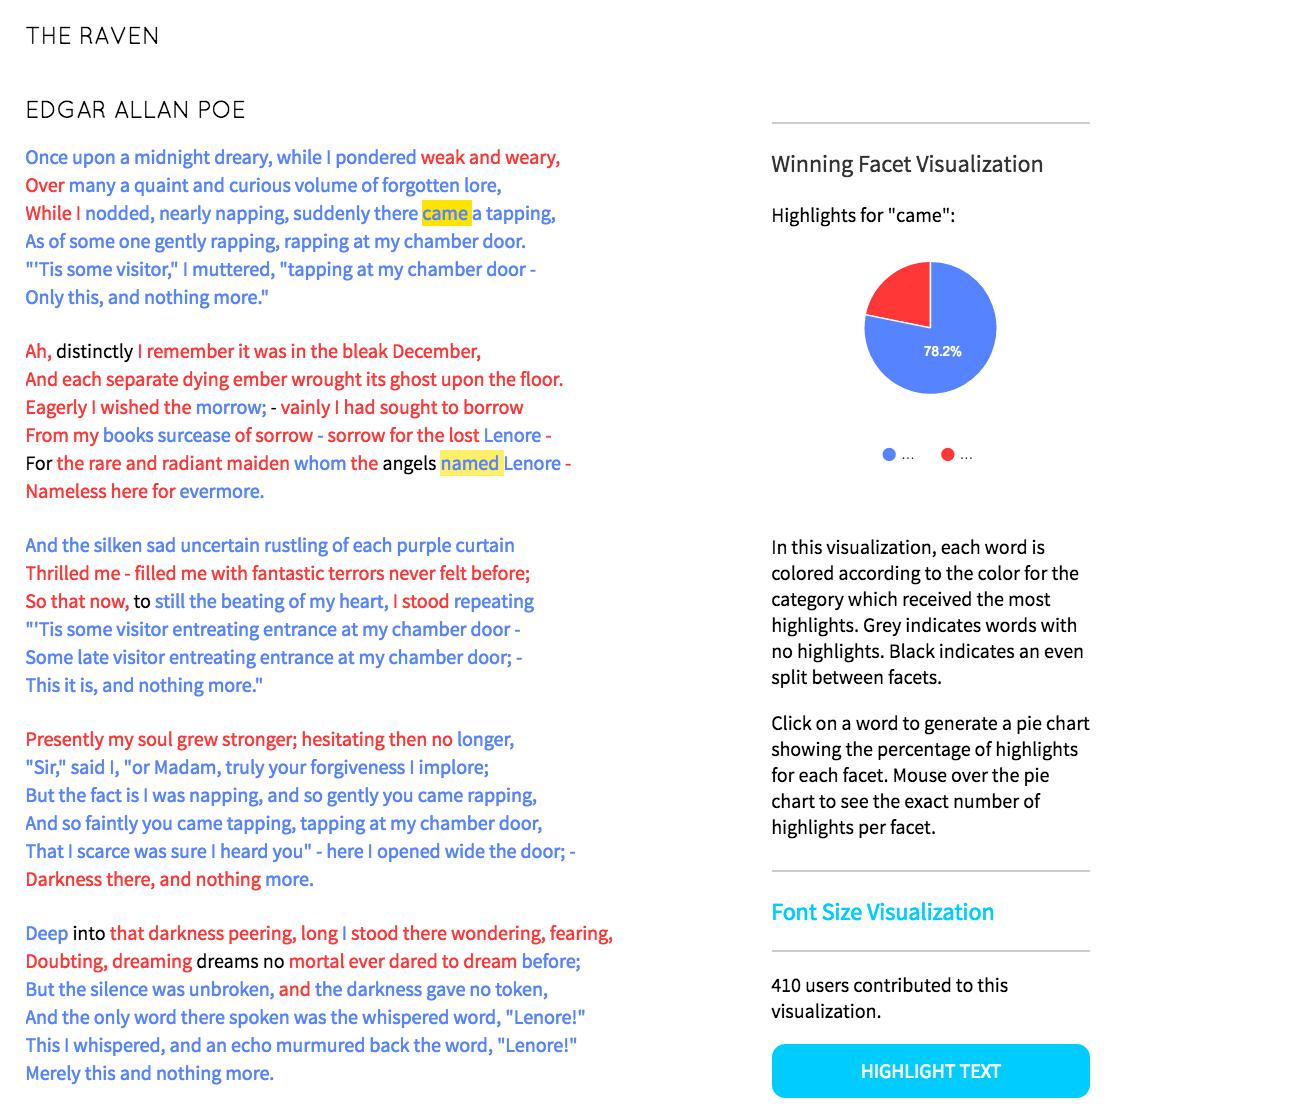 THE RAVEN
EDGAR ALLAN POE
Once upon a midnight dreary, while I pondered weak and weary,
Over many a quaint and curious volume of forgotten lore,
While I nodded, nearly napping, suddenly there came a tapping,
As of some one gently rapping, rapping at my chamber door.
"'Tis some visitor," I muttered, "tapping at my chamber door -
Only this, and nothing more."
Ah, distinctly I remember it was in the bleak December,
And each separate dying ember wrought its ghost upon the floor.
Eagerly I wished the morrow; - vainly I had sought to borrow
From my books surcease of sorrow - sorrow for the lost Lenore -
For the rare and radiant maiden whom the angels named Lenore -
Nameless here for evermore.
And the silken sad uncertain rustling of each purple curtain
Thrilled me - filled me with fantastic terrors never felt before;
So that now, to still the beating of my heart, I stood repeating
"'Tis some visitor entreating entrance at my chamber door -
Some late visitor entreating entrance at my chamber door; -
This it is, and nothing more."
Presently my soul grew stronger; hesitating then no longer,
"Sir," said I, "or Madam, truly your forgiveness I implore;
But the fact is I was napping, and so gently you came rapping,
And so faintly you came tapping, tapping at my chamber door,
That I scarce was sure I heard you" - here I opened wide the door; -
Darkness there, and nothing more.
Deep into that darkness peering, long I stood there wondering, fearing,
Doubting, dreaming dreams no mortal ever dared to dream before;
But the silence was unbroken, and the darkness gave no token,
And the only word there spoken was the whispered word, "Lenore!"
This I whispered, and an echo murmured back the word, "Lenore!"
Merely this and nothing more.
Winning Facet Visualization
Highlights for "came":
78.2%
... ...
In this visualization, each word is
colored according to the color for the
category which received the most
highlights. Grey indicates words with
no highlights. Black indicates an even
split between facets.
Click on a word to generate a pie chart
showing the percentage of highlights
for each facet. Mouse over the pie
chart to see the exact number of
highlights per facet.
Font Size Visualization
410 users contributed to this
visualization.
HIGHLIGHT TEXT